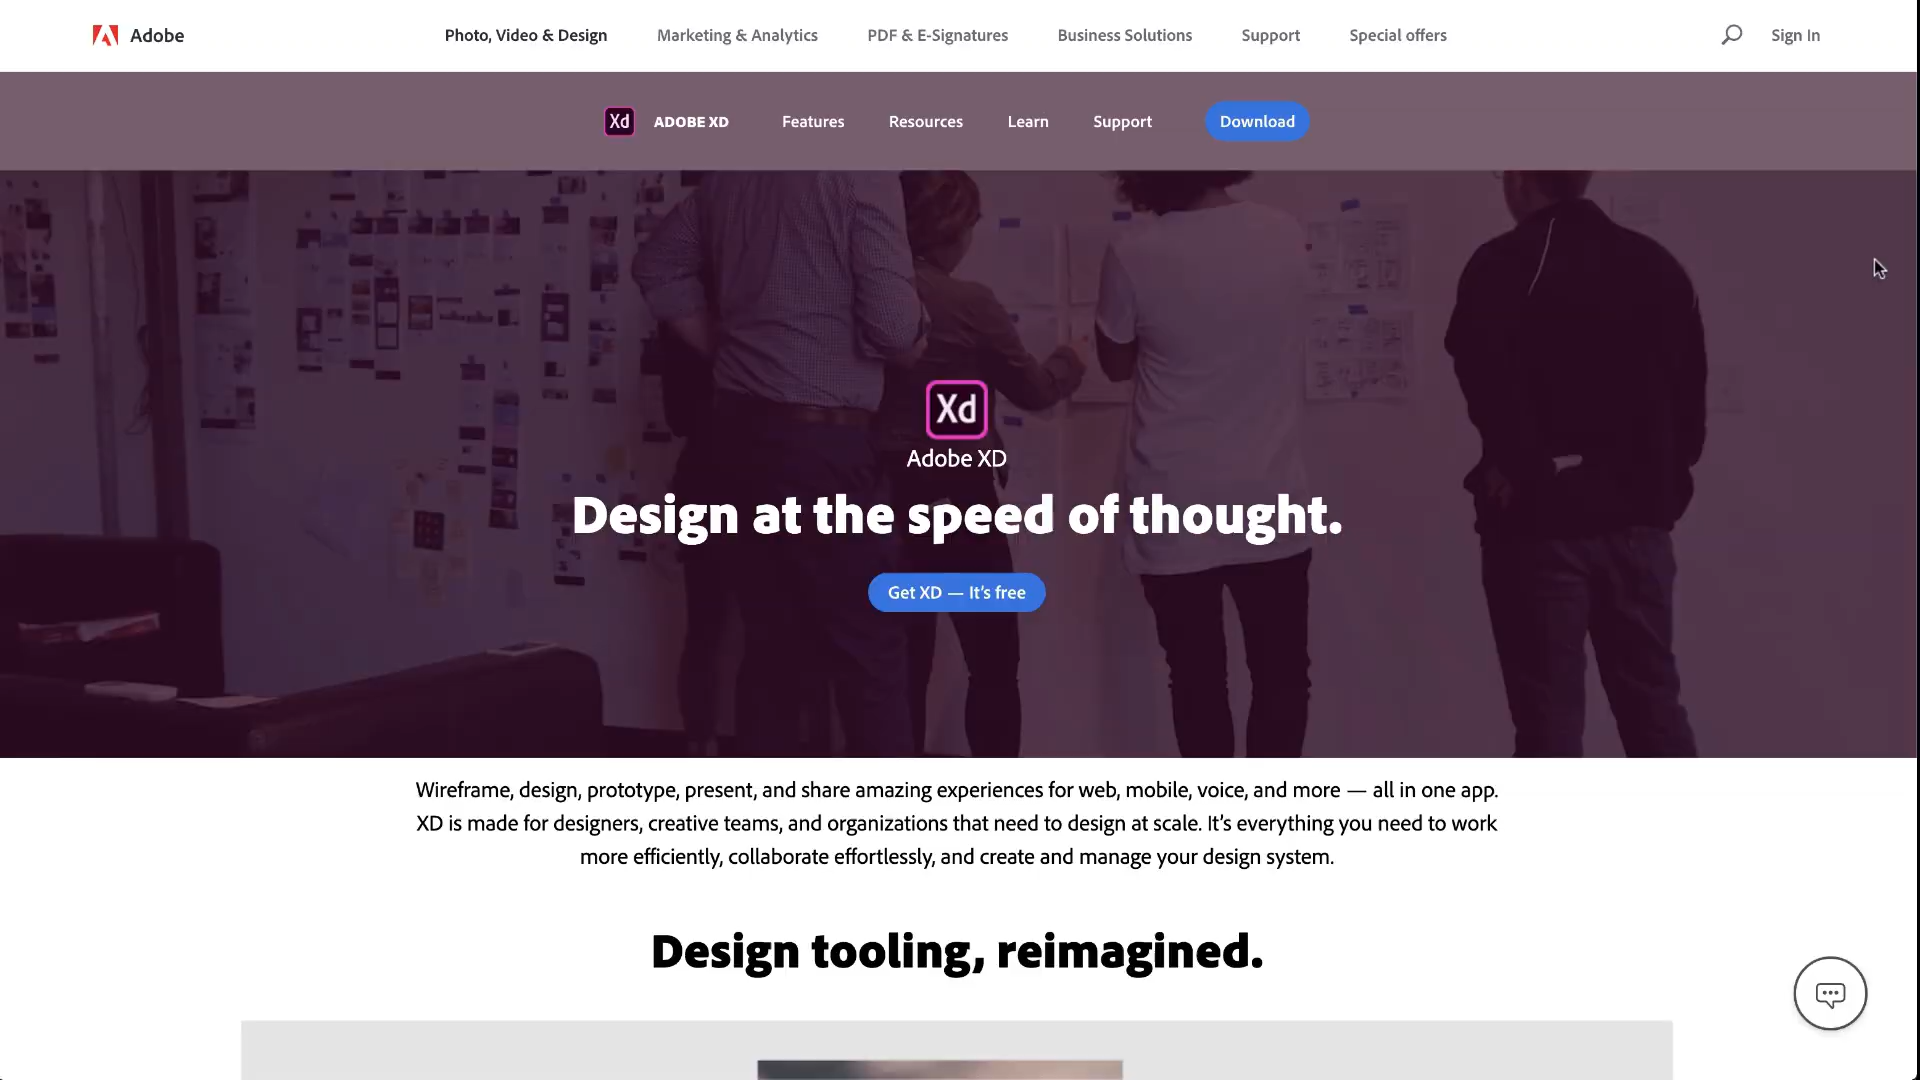 Adobe
Photo, Video & Design
Marketing & Analytics
PDF & E-Signatures
Business Solutions
Support
Special offers
Sign In
Xd
ADOBE XD
Features
Resources
Learn
Support
Download
Xd
Adobe XD
Design at the speed of thought.
Get XD — It’s free
Wireframe, design, prototype, present, and share amazing experiences for web, mobile, voice, and more — all in one app.
XD is made for designers, creative teams, and organizations that need to design at scale. It’s everything you need to work
more efficiently, collaborate effortlessly, and create and manage your design system.
Design tooling, reimagined.